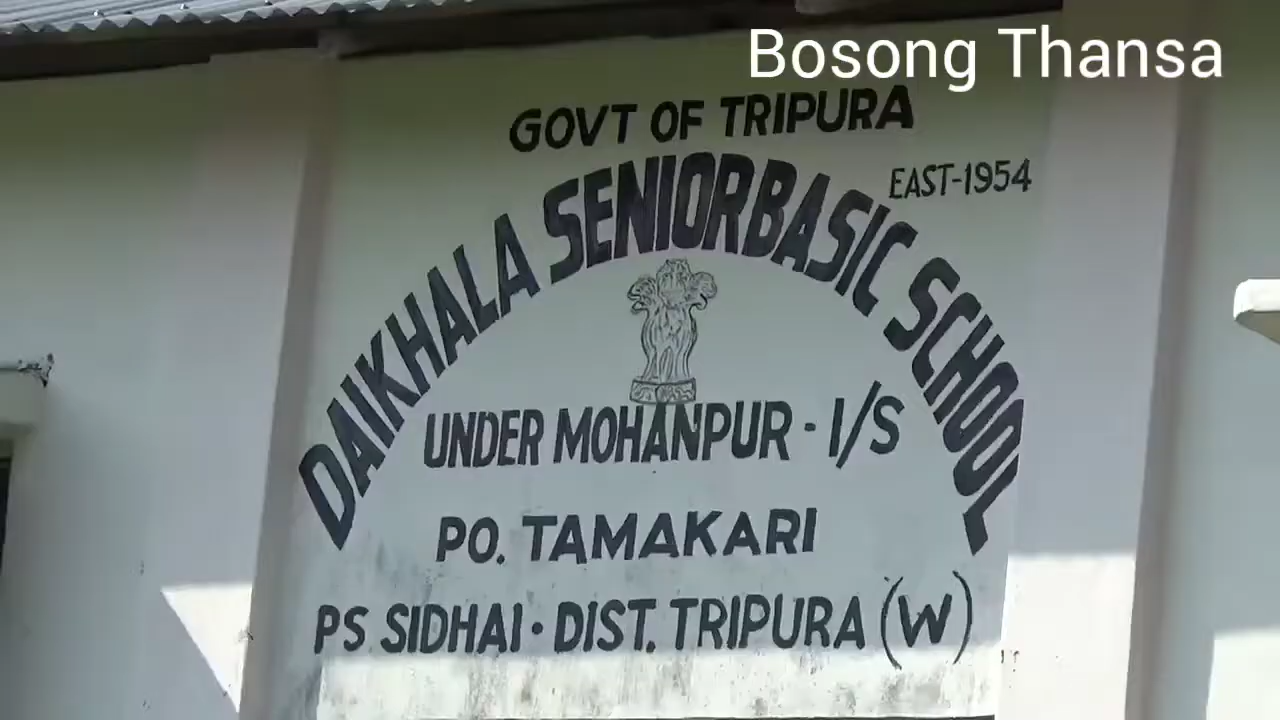 Bosong Thansa
GOVT OF TRIPURA
EAST-1954
DAIKHALA SENIORBASIC SCHOOL
UNDER MOHANPUR - I/S
PO. TAMAKARI
PS SIDHAI • DIST. TRIPURA (W)